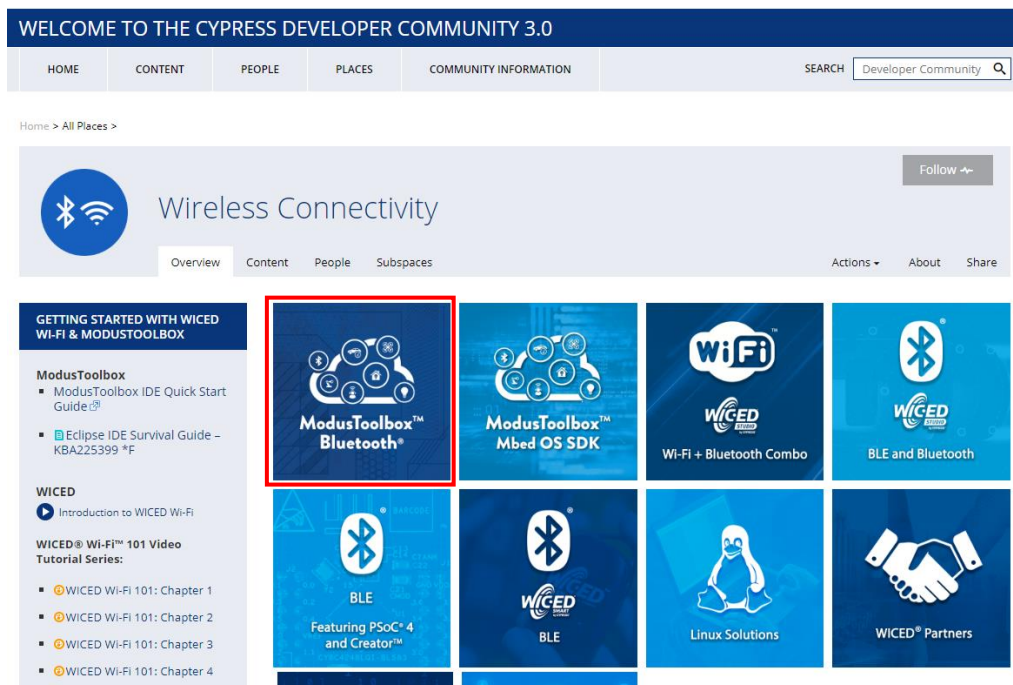 WELCOME TO THE CYPRESS DEVELOPER COMMUNITY 3.0
HOME CONTENT PEOPLE PLACES COMMUNITY INFORMATION SEARCH Developer Community
Home > All Places >
Follow
Wireless Connectivity
Overview Content People Subspaces Actions About Share
GETTING STARTED WITH WICED
WI-FI & MODUSTOOLBOX
ModusToolbox
ModusToolbox IDE Quick Start
Guide
Eclipse IDE Survival Guide –
KBA225399 *F
WICED
Introduction to WICED Wi-Fi
WICED® Wi-Fi™ 101 Video
Tutorial Series:
WICED Wi-Fi 101: Chapter 1
WICED Wi-Fi 101: Chapter 2
WICED Wi-Fi 101: Chapter 3
WICED Wi-Fi 101: Chapter 4
ModusToolbox™
Bluetooth®
ModusToolbox™
Mbed OS SDK
WiFi™
WICED
STUDIO
Wi-Fi + Bluetooth Combo
®
WICED
STUDIO
BLE and Bluetooth
BARCODE
®
BLE
Featuring PSoC® 4
and Creator™
®
WICED
SMART
BLE
Linux Solutions
WICED® Partners